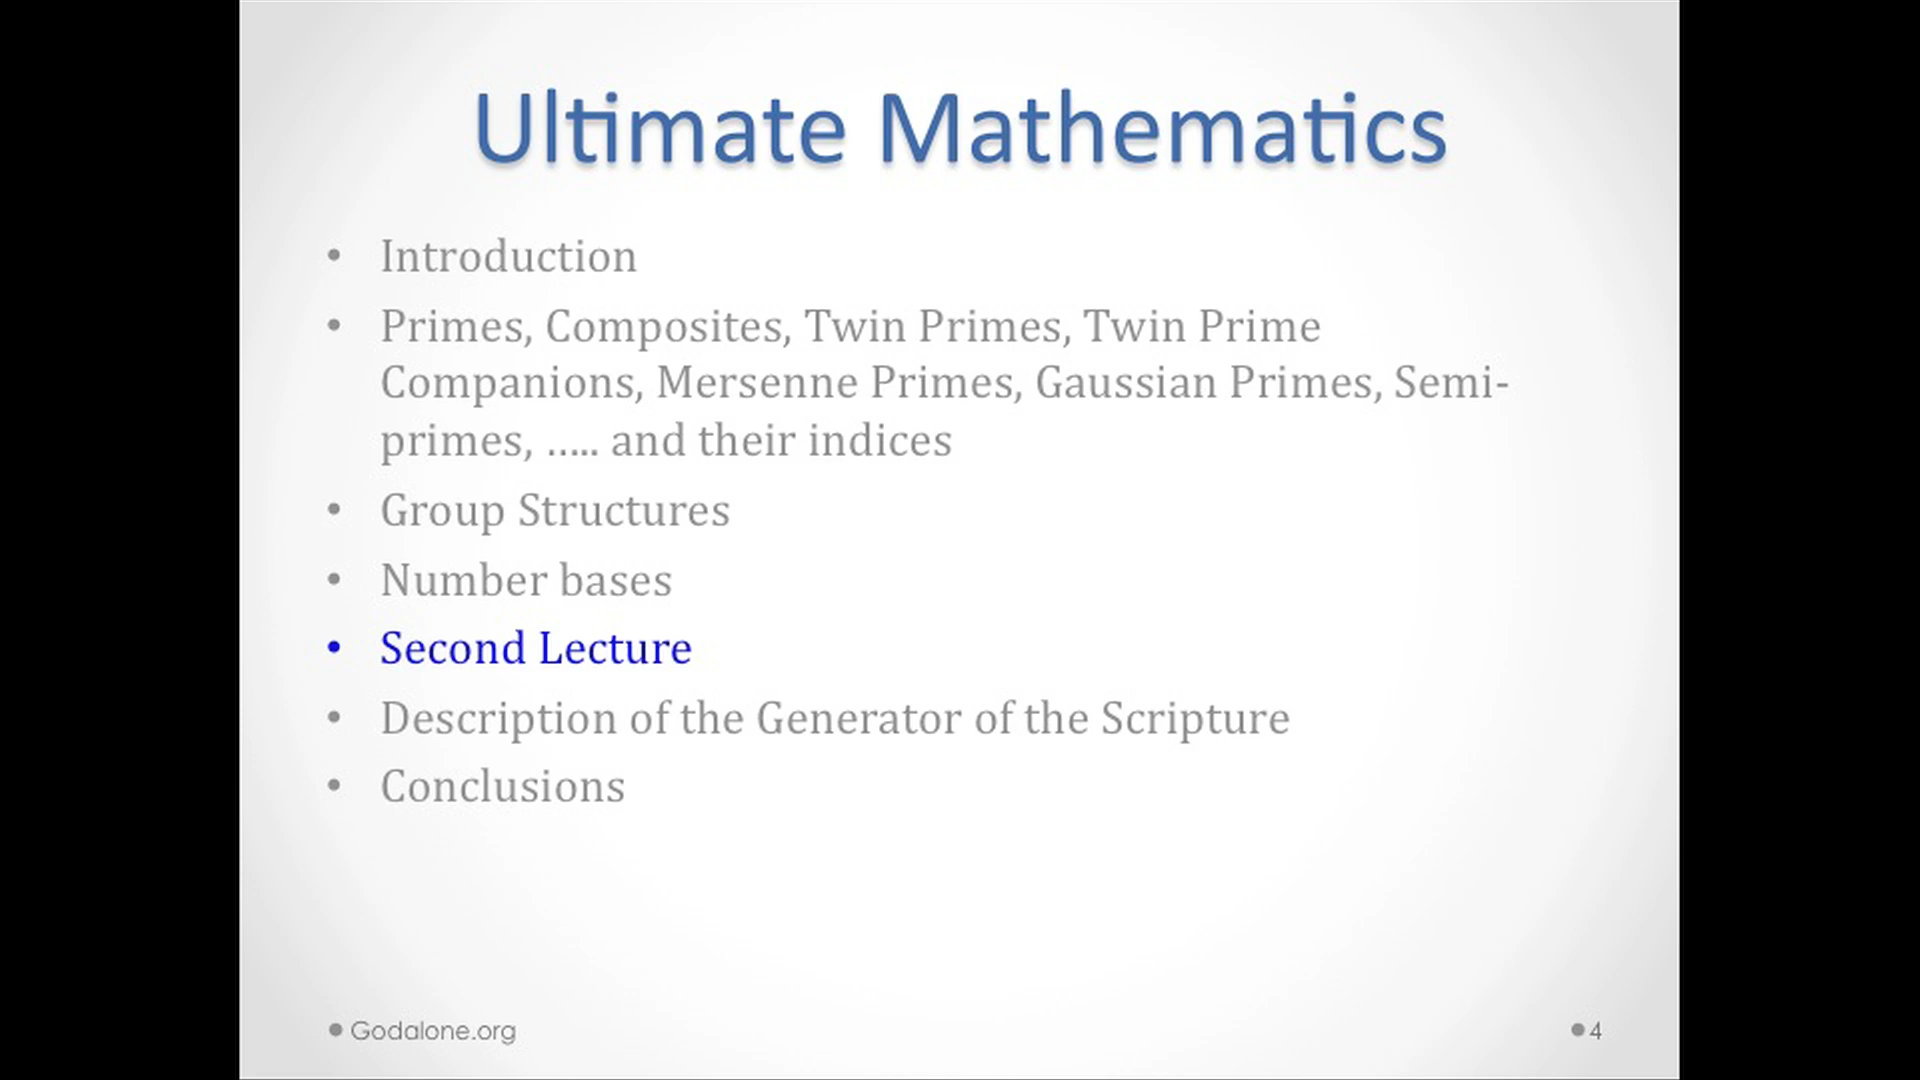 Ultimate Mathematics
• Introduction
• Primes, Composites, Twin Primes, Twin Prime
Companions, Mersenne Primes, Gaussian Primes, Semi-
primes, ..... and their indices
• Group Structures
• Number bases
• Second Lecture
• Description of the Generator of the Scripture
• Conclusions
• Godalone.org
• 4